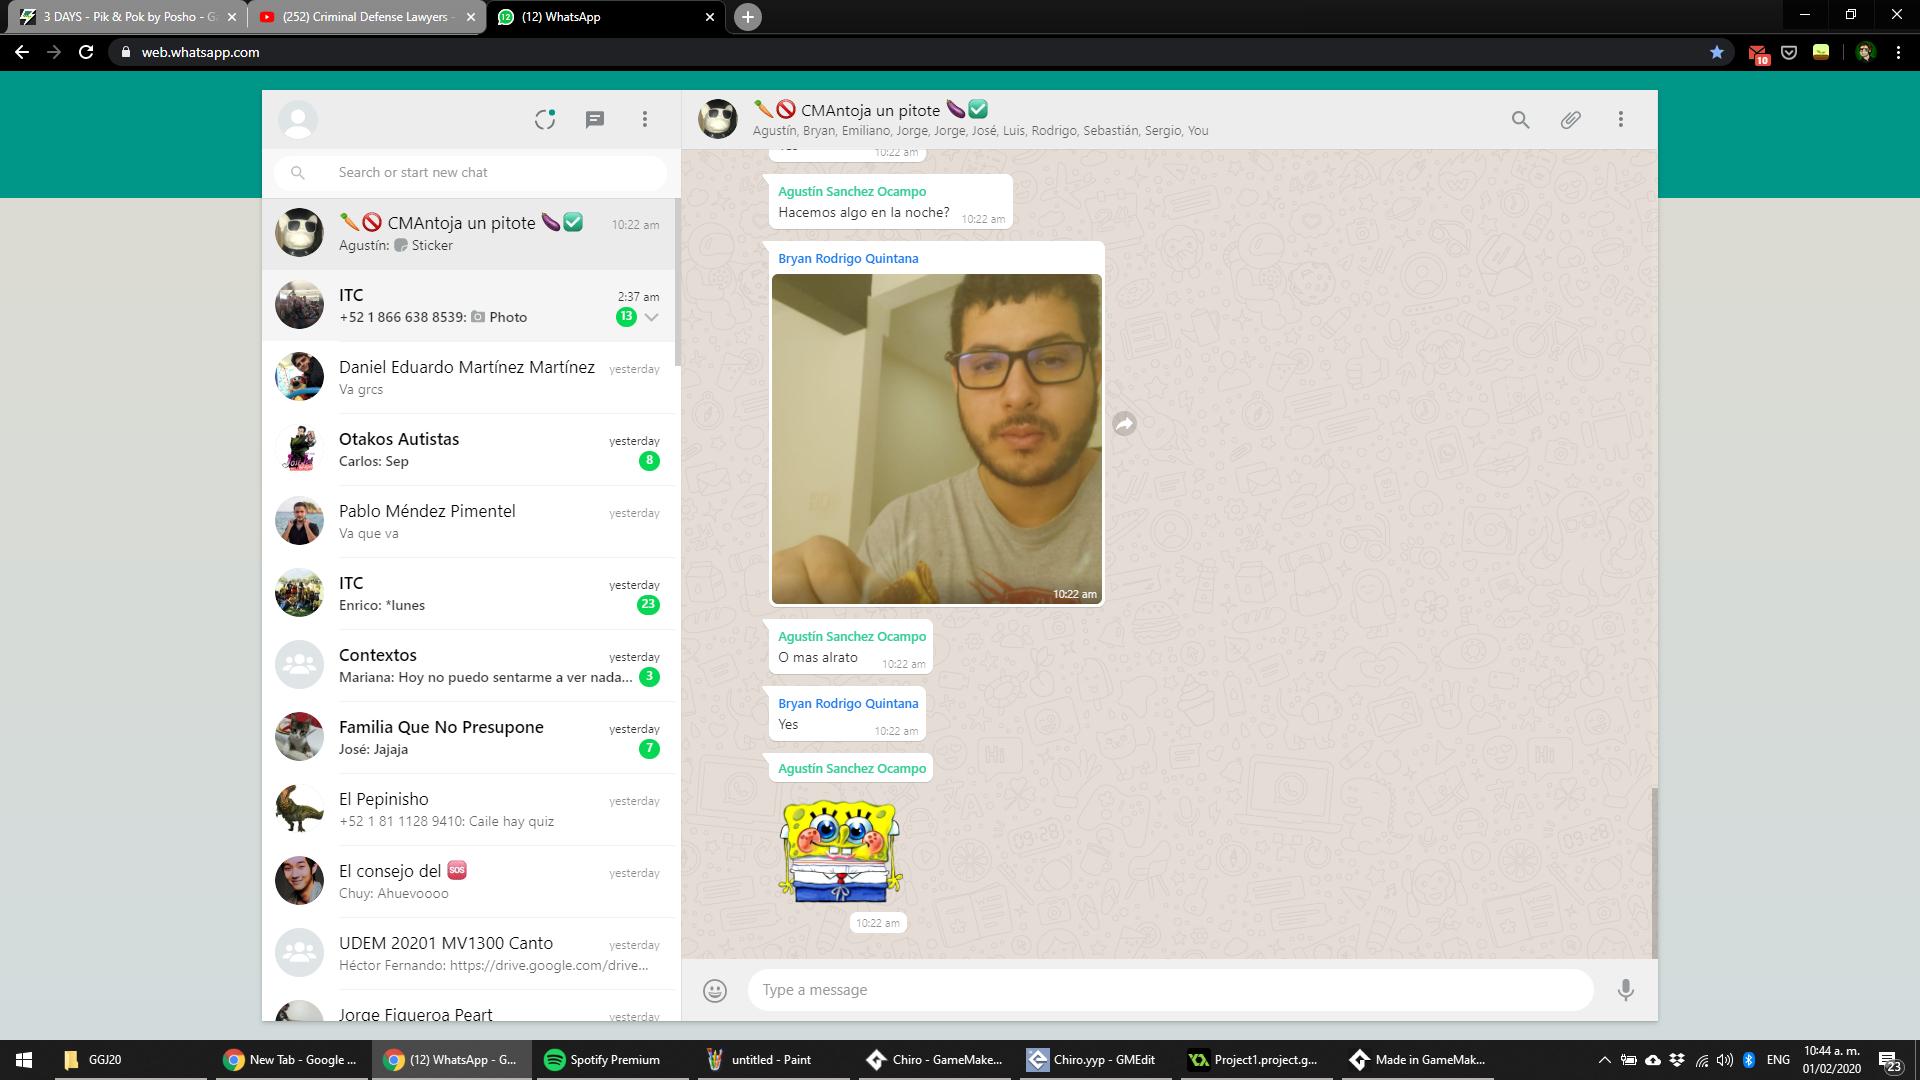 3 DAYS - Pik & Pok by Posho - G
(252) Criminal Defense Lawyers -
(12) WhatsApp
web.whatsapp.com
10
Search or start new chat
🥕🚫 CMAntoja un pitote 🍆✅
10:22 am
Agustín: Sticker
ITC
2:37 am
+52 1 866 638 8539: Photo
13
Daniel Eduardo Martínez Martínez
yesterday
Va grcs
Otakos Autistas
yesterday
Carlos: Sep
8
Pablo Méndez Pimentel
yesterday
Va que va
ITC
yesterday
Enrico: *lunes
23
Contextos
yesterday
Mariana: Hoy no puedo sentarme a ver nada...
3
Familia Que No Presupone
yesterday
José: Jajaja
7
El Pepinisho
yesterday
+52 1 81 1128 9410: Caile hay quiz
El consejo del 🆘
yesterday
Chuy: Ahuevoooo
UDEM 20201 MV1300 Canto
yesterday
Héctor Fernando: https://drive.google.com/drive...
Jorge Figueroa Peart
yesterday
🥕🚫 CMAntoja un pitote 🍆✅
Agustín, Bryan, Emiliano, Jorge, Jorge, José, Luis, Rodrigo, Sebastián, Sergio, You
10:22 am
Agustín Sanchez Ocampo
Hacemos algo en la noche?
10:22 am
Bryan Rodrigo Quintana
10:22 am
Agustín Sanchez Ocampo
O mas alrato
10:22 am
Bryan Rodrigo Quintana
Yes
10:22 am
Agustín Sanchez Ocampo
10:22 am
Type a message
GGJ20
New Tab - Google ...
(12) WhatsApp - G...
Spotify Premium
untitled - Paint
Chiro - GameMake...
Chiro.yyp - GMEdit
Project1.project.g...
Made in GameMak...
ENG
10:44 a. m.
01/02/2020
23